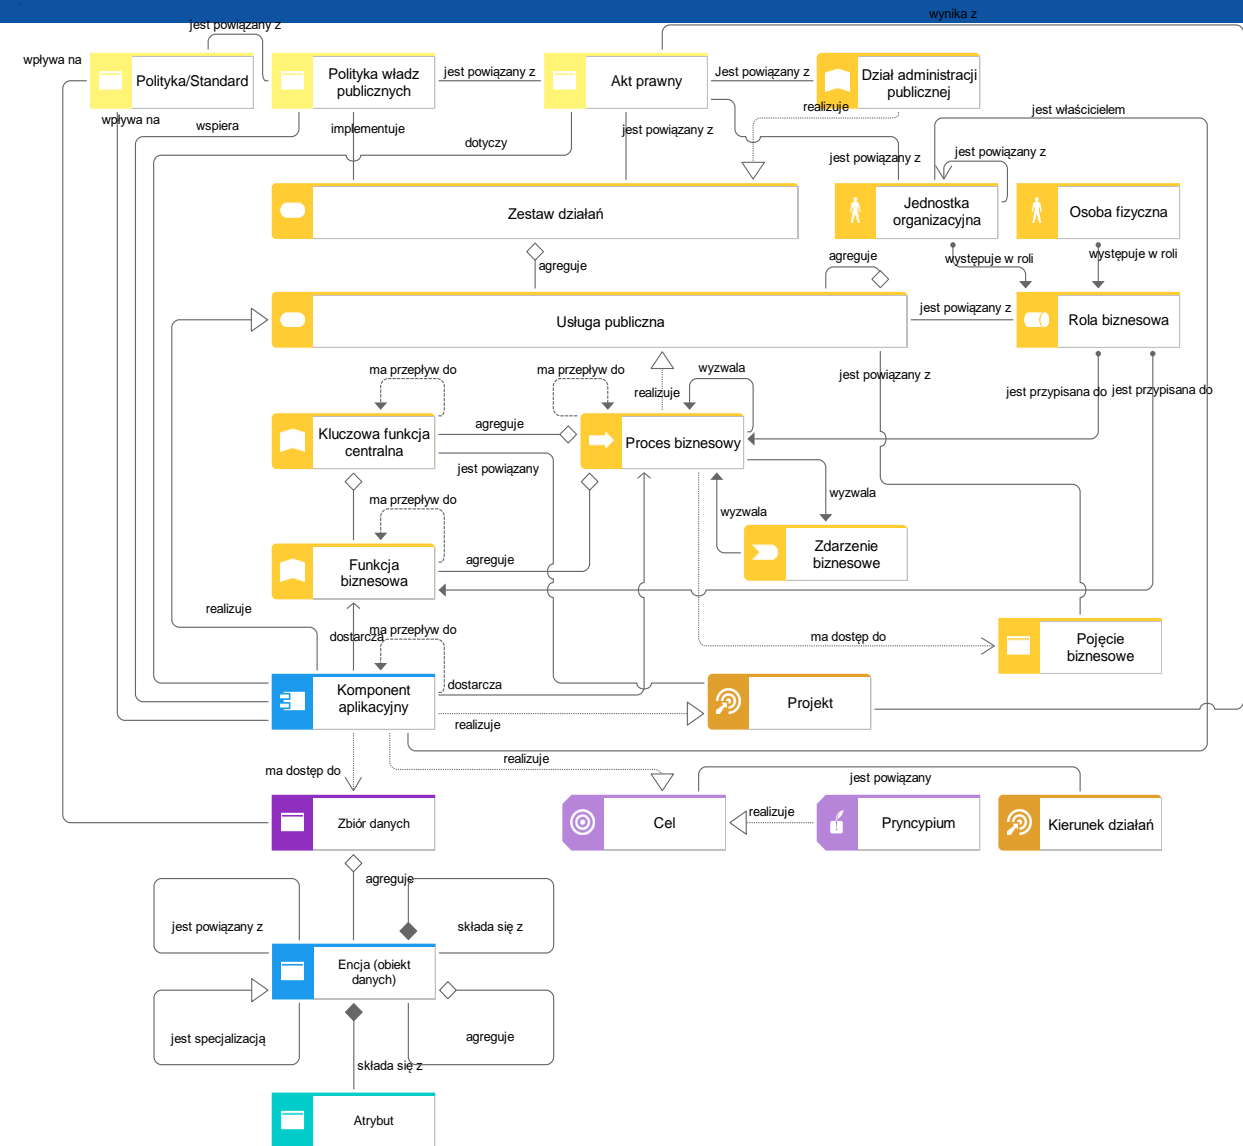 wynika z
jest powiązany z
wpływa na
Polityka/Standard
Polityka władz
publicznych
jest powiązany z
Akt prawny
Jest powiązany z
Dział administracji
publicznej
wpływa na
wspiera
implementuje
dotyczy
jest powiązany z
realizuje
jest właścicielem
jest powiązany z
jest powiązany z
Zestaw działań
Jednostka
organizacyjna
Osoba fizyczna
agreguje
agreguje
występuje w roli
występuje w roli
Usługa publiczna
jest powiązany z
Rola biznesowa
ma przepływ do
ma przepływ do
realizuje
wyzwala
jest powiązany z
jest przypisana do
jest przypisana do
Kluczowa funkcja
centralna
agreguje
Proces biznesowy
jest powiązany
ma przepływ do
wyzwala
wyzwala
Funkcja
biznesowa
agreguje
Zdarzenie
biznesowe
realizuje
dostarcza
ma przepływ do
ma dostęp do
Pojęcie
biznesowe
Komponent
aplikacyjny
dostarcza
realizuje
Projekt
ma dostęp do
realizuje
jest powiązany
Zbiór danych
Cel
realizuje
Pryncypium
Kierunek działań
agreguje
jest powiązany z
składa się z
Encja (obiekt
danych)
jest specjalizacją
agreguje
składa się z
Atrybut